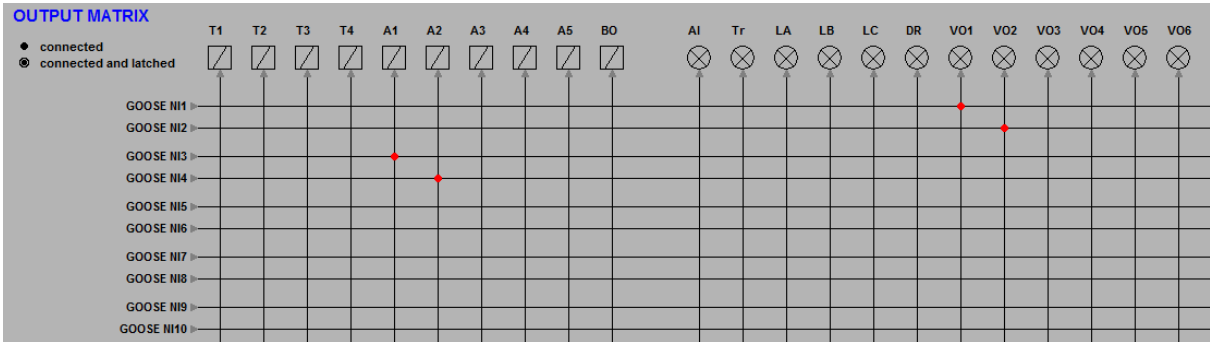 OUTPUT MATRIX
T1 T2 T3 T4 A1 A2 A3 A4 A5 BO AI Tr LA LB LC DR VO1 VO2 VO3 VO4 VO5 VO6
connected
connected and latched
GOOSE NI1
GOOSE NI2
GOOSE NI3
GOOSE NI4
GOOSE NI5
GOOSE NI6
GOOSE NI7
GOOSE NI8
GOOSE NI9
GOOSE NI10